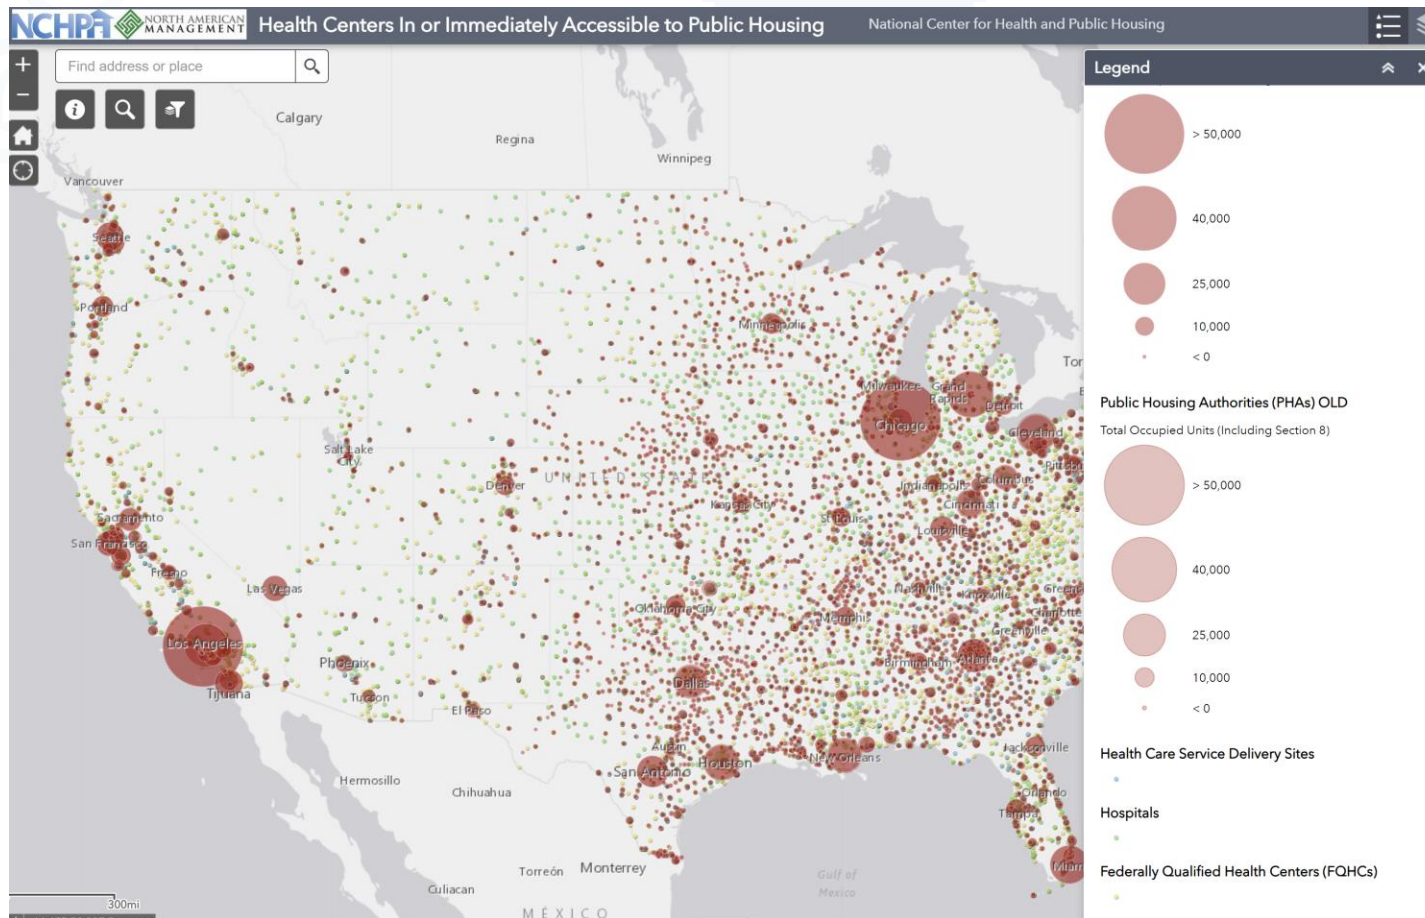 NCHPH NORTH AMERICAN MANAGEMENT Health Centers In or Immediately Accessible to Public Housing National Center for Health and Public Housing
Find address or place
Legend
> 50,000
40,000
25,000
10,000
< 0
Public Housing Authorities (PHAs) OLD
Total Occupied Units (Including Section 8)
> 50,000
40,000
25,000
10,000
< 0
Health Care Service Delivery Sites
Hospitals
Federally Qualified Health Centers (FQHCs)
Calgary
Regina
Winnipeg
Vancouver
Seattle
Portland
Minneapolis
Milwaukee
Grand
Rapids
Detroit
Chicago
Cleveland
Salt Lake
City
Denver
UNITED STATE
Indianapolis
Columbus
Cincinnati
Kansas City
St Louis
Louisville
Sacramento
San Francisco
Fresno
Las Vegas
Nashville
Knoxville
Oklahoma City
Memphis
Charlotte
Greenville
Los Angeles
Phoenix
Birmingham
Atlanta
Tijuana
Tucson
El Paso
Dallas
Austin
San Antonio
Houston
New Orleans
Jacksonville
Orlando
Tampa
Miam
Hermosillo
Chihuahua
Torreón
Monterrey
Culiacan
Gulf of
Mexico
MÉXICO
300mi